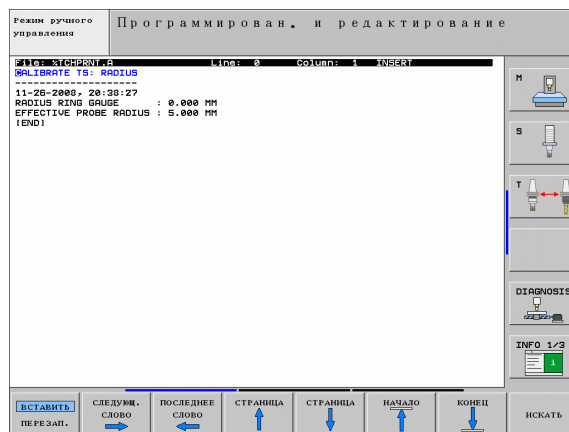 Режим ручного
управления
Программирован. и редактирование
File: %TCHPRNT.A Line: 0 Column: 1 INSERT
CALIBRATE TS: RADIUS
--------------------
11-26-2008, 20:38:27
RADIUS RING GAUGE : 0.000 MM
EFFECTIVE PROBE RADIUS : 5.000 MM
[END]
M
S
T
DIAGNOSIS
INFO 1/3
i
ВСТАВИТЬ
ПЕРЕЗАП.
СЛЕДУЮЩ.
СЛОВО
ПОСЛЕДНЕЕ
СЛОВО
СТРАНИЦА
СТРАНИЦА
НАЧАЛО
КОНЕЦ
ИСКАТЬ